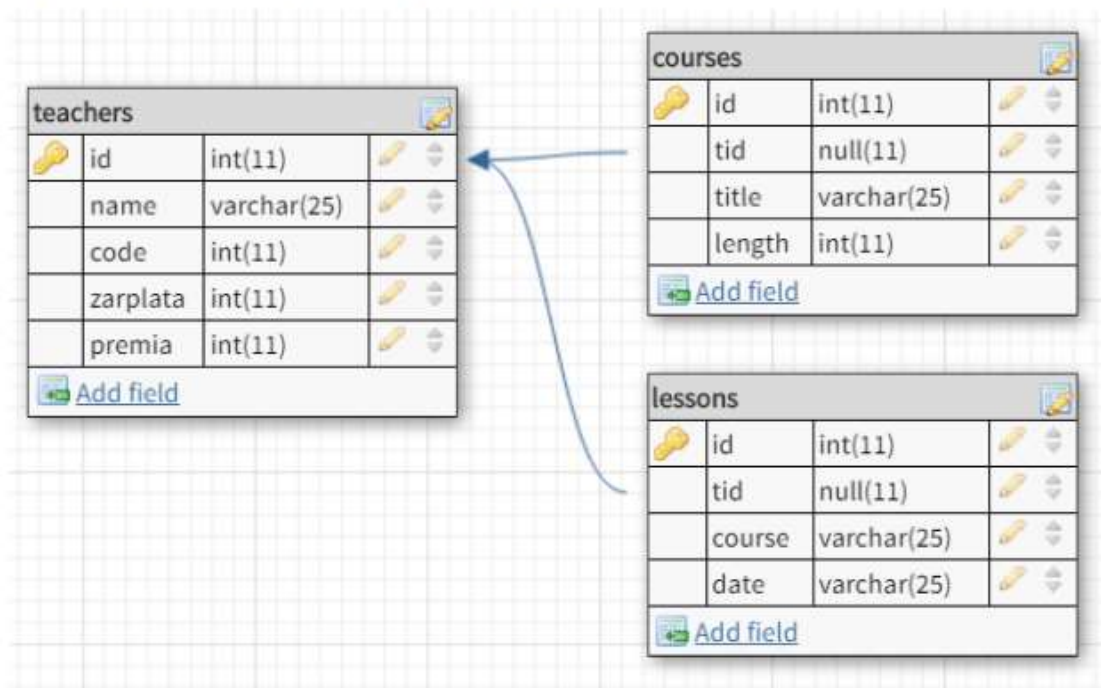 teachers
id int(11)
name varchar(25)
code int(11)
zarplata int(11)
premia int(11)
Add field
courses
id int(11)
tid null(11)
title varchar(25)
length int(11)
Add field
lessons
id int(11)
tid null(11)
course varchar(25)
date varchar(25)
Add field